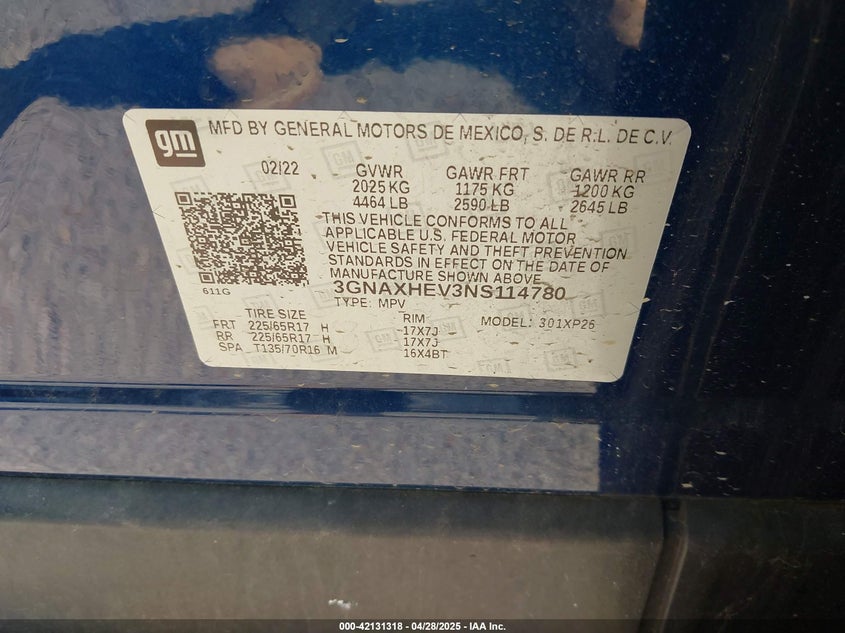 gm MFD BY GENERAL MOTORS DE MEXICO, S. DE R.L. DE C.V.
02/22 GVWR GAWR FRT GAWR RR
2025 KG 1175 KG 1200 KG
4464 LB 2590 LB 2645 LB
THIS VEHICLE CONFORMS TO ALL
APPLICABLE U.S. FEDERAL MOTOR
VEHICLE SAFETY AND THEFT PREVENTION
STANDARDS IN EFFECT ON THE DATE OF
MANUFACTURE SHOWN ABOVE
611G
3GNAXHEV3NS114780
TYPE: MPV
TIRE SIZE RIM MODEL: 301XP26
FRT 225/65R17 H 17X7J
RR 225/65R17 H 17X7J
SPA T135/70R16 M 16X4BT
000-42131318 | 04/28/2025 - IAA Inc.